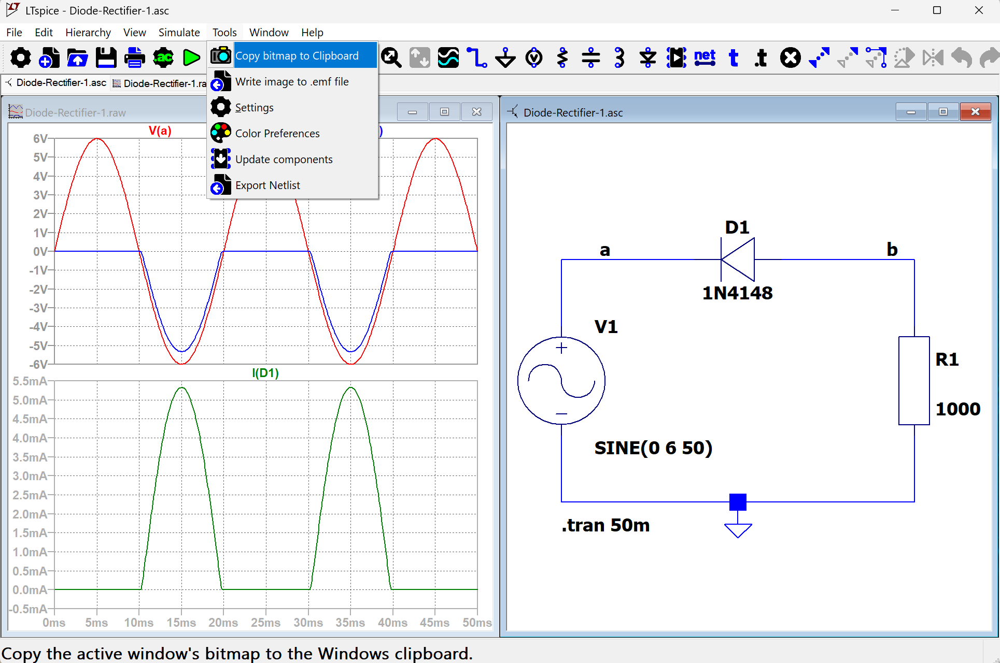 LTspice - Diode-Rectifier-1.asc
File Edit Hierarchy View Simulate Tools Window Help
.ac
net t .t
Diode-Rectifier-1.asc Diode-Rectifier-1.ra
Copy bitmap to Clipboard
Write image to .emf file
Settings
Color Preferences
Update components
Export Netlist
Diode-Rectifier-1.raw
V(a) )
6V
5V
4V
3V
2V
1V
0V
-1V
-2V
-3V
-4V
-5V
-6V
I(D1)
5.5mA
5.0mA
4.5mA
4.0mA
3.5mA
3.0mA
2.5mA
2.0mA
1.5mA
1.0mA
0.5mA
0.0mA
-0.5mA
0ms 5ms 10ms 15ms 20ms 25ms 30ms 35ms 40ms 45ms 50ms
Diode-Rectifier-1.asc
D1
a b
1N4148
V1
R1
1000
SINE(0 6 50)
.tran 50m
Copy the active window's bitmap to the Windows clipboard.